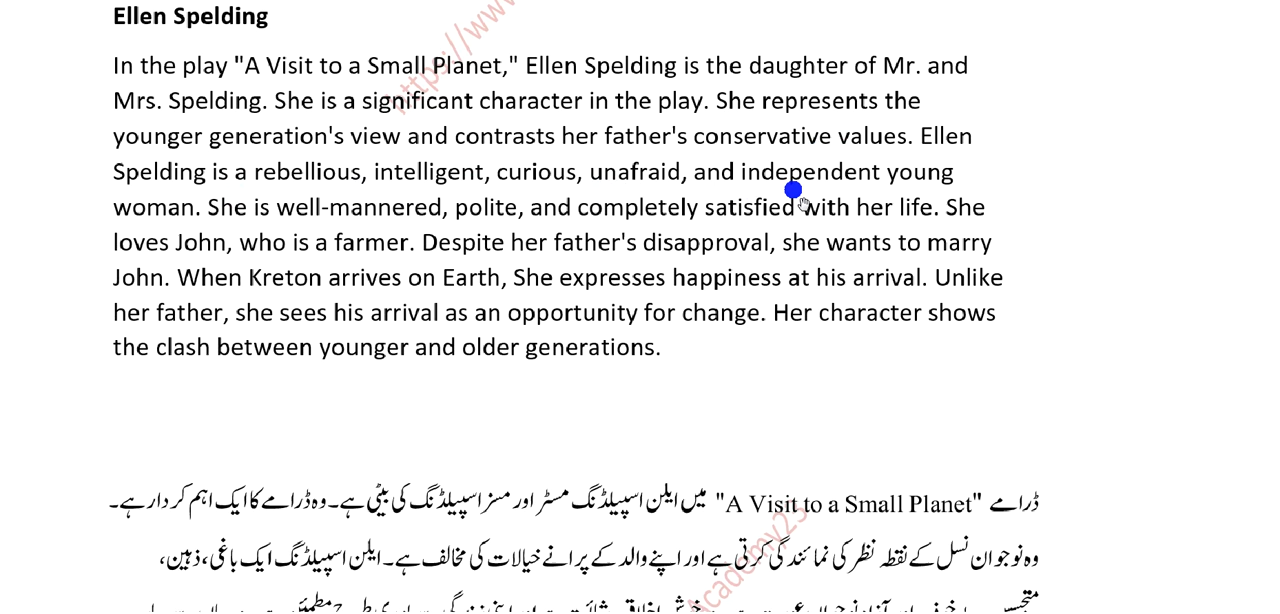 Ellen Spelding
In the play "A Visit to a Small Planet," Ellen Spelding is the daughter of Mr. and
Mrs. Spelding. She is a significant character in the play. She represents the
younger generation's view and contrasts her father's conservative values. Ellen
Spelding is a rebellious, intelligent, curious, unafraid, and independent young
woman. She is well-mannered, polite, and completely satisfied with her life. She
loves John, who is a farmer. Despite her father's disapproval, she wants to marry
John. When Kreton arrives on Earth, She expresses happiness at his arrival. Unlike
her father, she sees his arrival as an opportunity for change. Her character shows
the clash between younger and older generations.
https://www
ڈرامے "A Visit to a Small Planet" میں ایلن اسپیلڈنگ مسٹر اور مسز اسپیلڈنگ کی بیٹی ہے۔ وہ ڈرامے کا ایک اہم کردار ہے۔
وہ نوجوان نسل کے نقطہ نظر کی نمائندگی کرتی ہے اور اپنے والد کے پرانے خیالات کی مخالف ہے۔ ایلن اسپیلڈنگ ایک باغی، ذہین،
Academy23